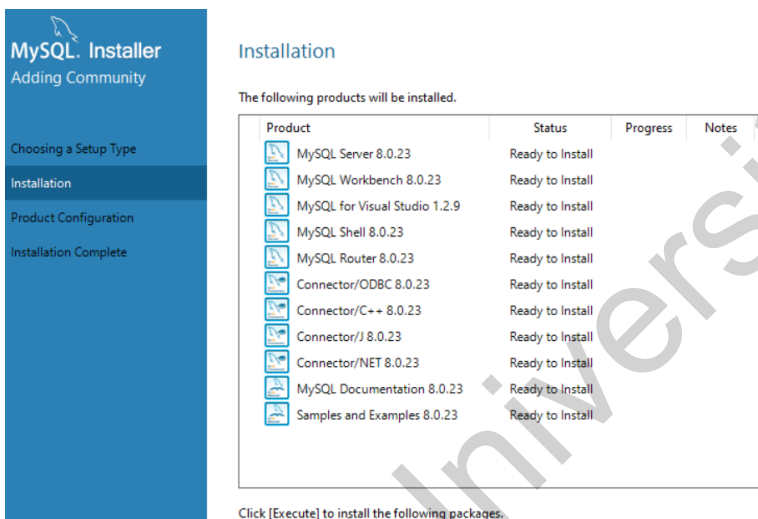 MySQL. Installer
Adding Community
Choosing a Setup Type
Installation
Product Configuration
Installation Complete
Installation
The following products will be installed.
Product Status Progress Notes
MySQL Server 8.0.23 Ready to Install
MySQL Workbench 8.0.23 Ready to Install
MySQL for Visual Studio 1.2.9 Ready to Install
MySQL Shell 8.0.23 Ready to Install
MySQL Router 8.0.23 Ready to Install
Connector/ODBC 8.0.23 Ready to Install
Connector/C++ 8.0.23 Ready to Install
Connector/J 8.0.23 Ready to Install
Connector/NET 8.0.23 Ready to Install
MySQL Documentation 8.0.23 Ready to Install
Samples and Examples 8.0.23 Ready to Install
Click [Execute] to install the following packages.